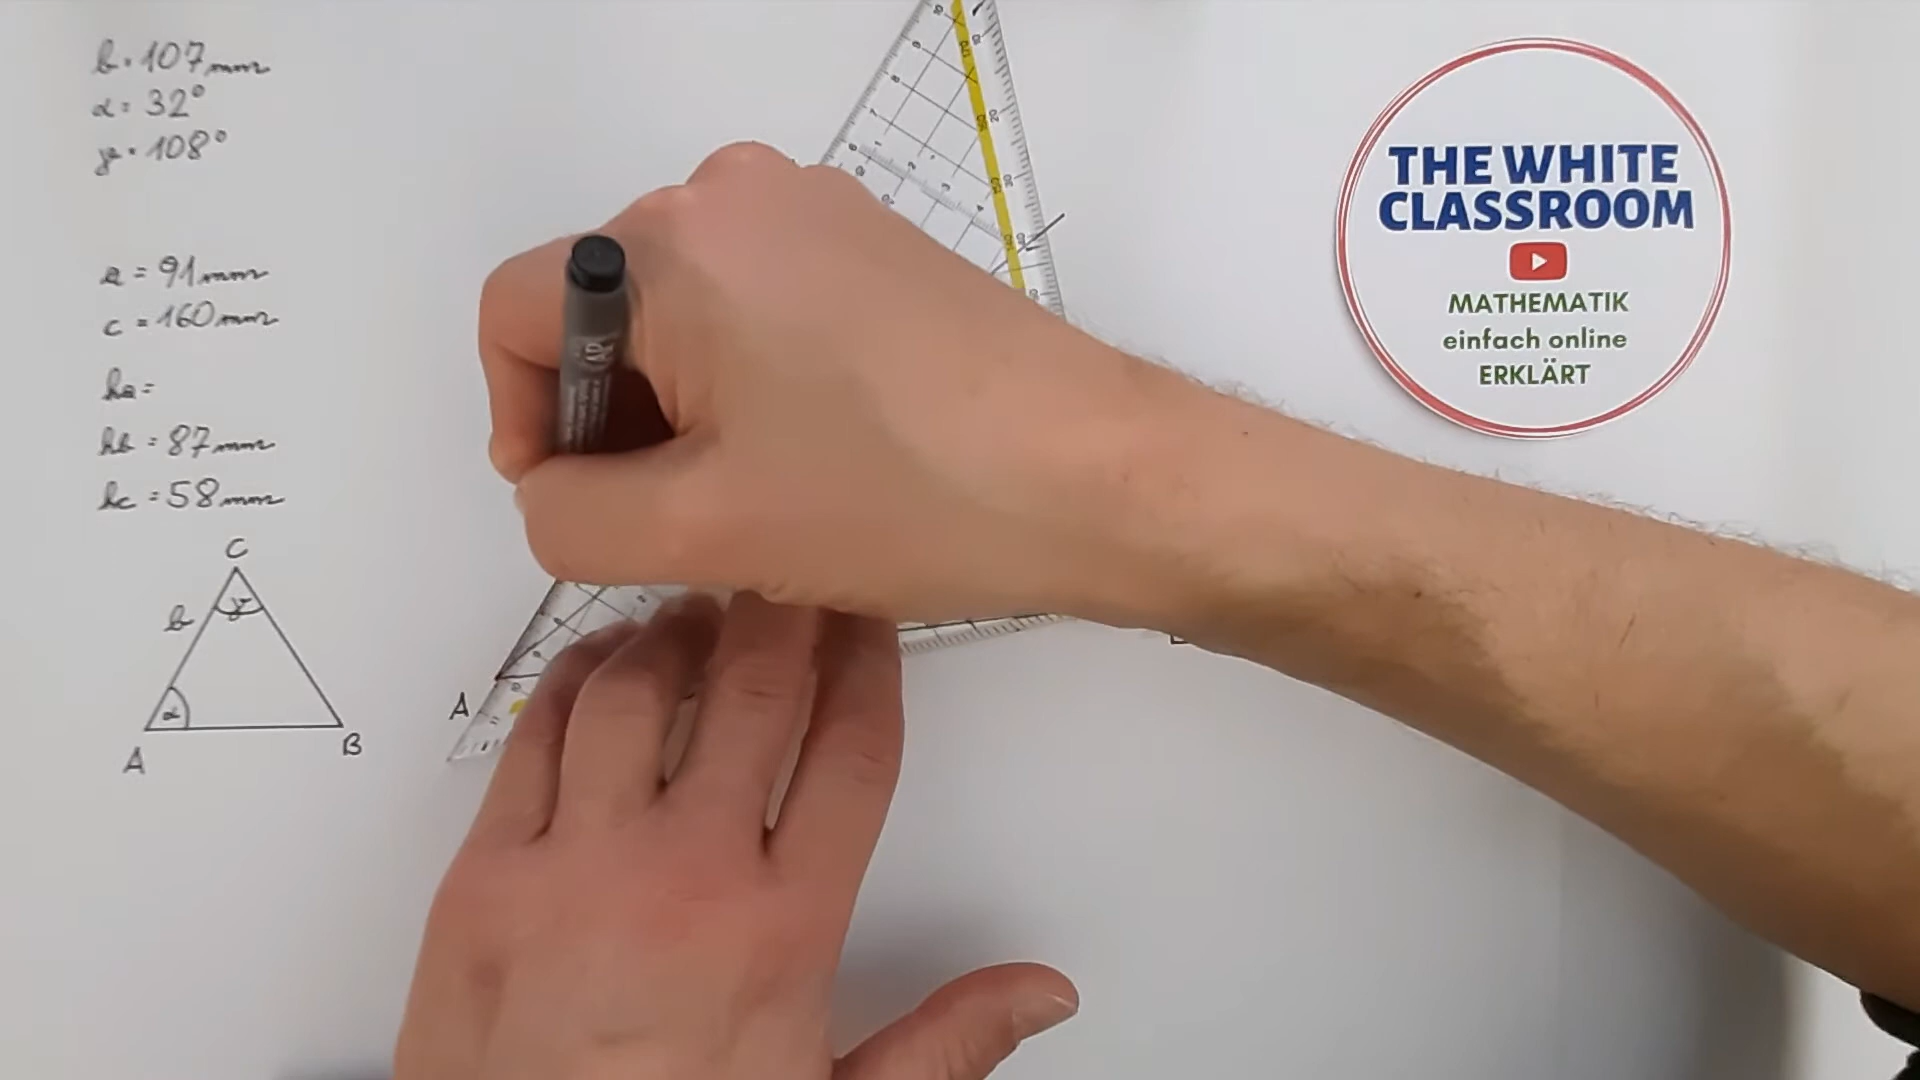 b = 107 mm
α = 32°
γ = 108°
a = 91 mm
c = 160 mm
ha =
hb = 87 mm
hc = 58 mm
C
b γ
α
A B
A
THE WHITE
CLASSROOM
MATHEMATIK
einfach online
ERKLÄRT